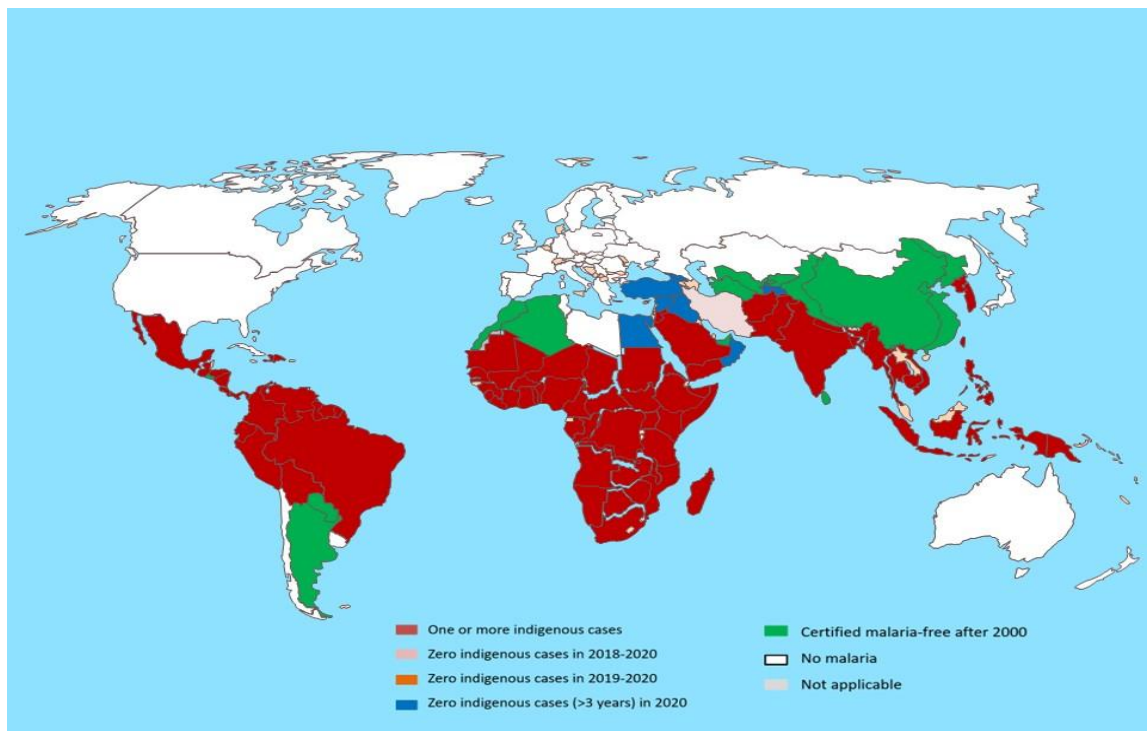 One or more indigenous cases
Zero indigenous cases in 2018-2020
Zero indigenous cases in 2019-2020
Zero indigenous cases (>3 years) in 2020
Certified malaria-free after 2000
No malaria
Not applicable